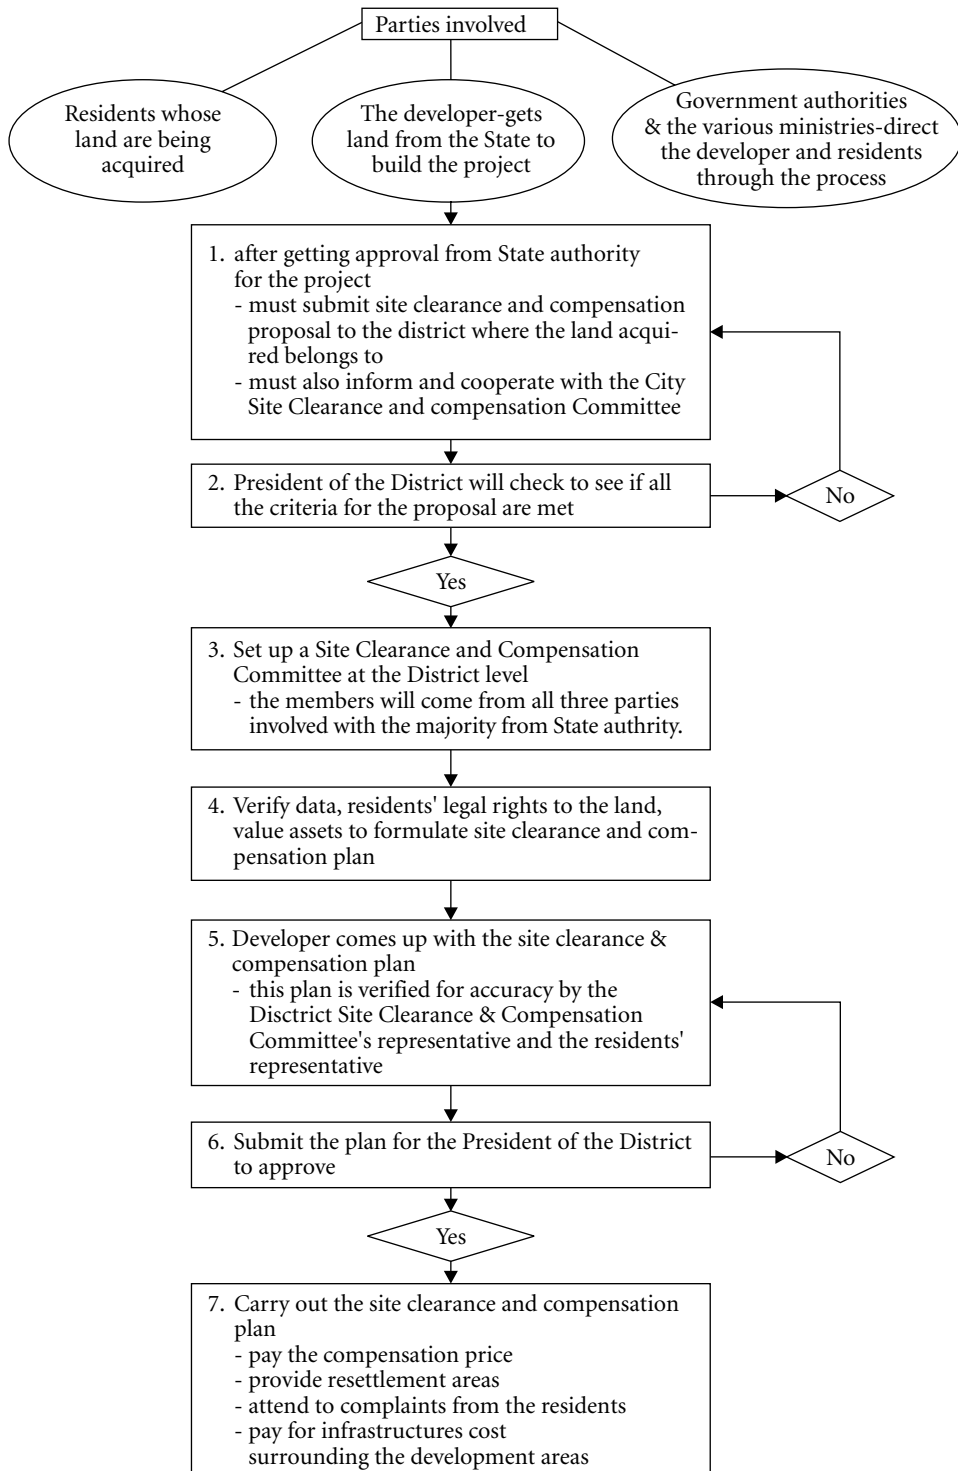 Parties involved
Residents whose
land are being
acquired
The developer-gets
land from the State to
build the project
Government authorities
& the various ministries-direct
the developer and residents
through the process
1. after getting approval from State authority
for the project
- must submit site clearance and compensation
proposal to the district where the land acqui-
red belongs to
- must also inform and cooperate with the City
Site Clearance and compensation Committee
2. President of the District will check to see if all
the criteria for the proposal are met
No
Yes
3. Set up a Site Clearance and Compensation
Committee at the District level
- the members will come from all three parties
involved with the majority from State authrity.
4. Verify data, residents' legal rights to the land,
value assets to formulate site clearance and com-
pensation plan
5. Developer comes up with the site clearance &
compensation plan
- this plan is verified for accuracy by the
Disctrict Site Clearance & Compensation
Committee's representative and the residents'
representative
6. Submit the plan for the President of the District
to approve
No
Yes
7. Carry out the site clearance and compensation
plan
- pay the compensation price
- provide resettlement areas
- attend to complaints from the residents
- pay for infrastructures cost
surrounding the development areas